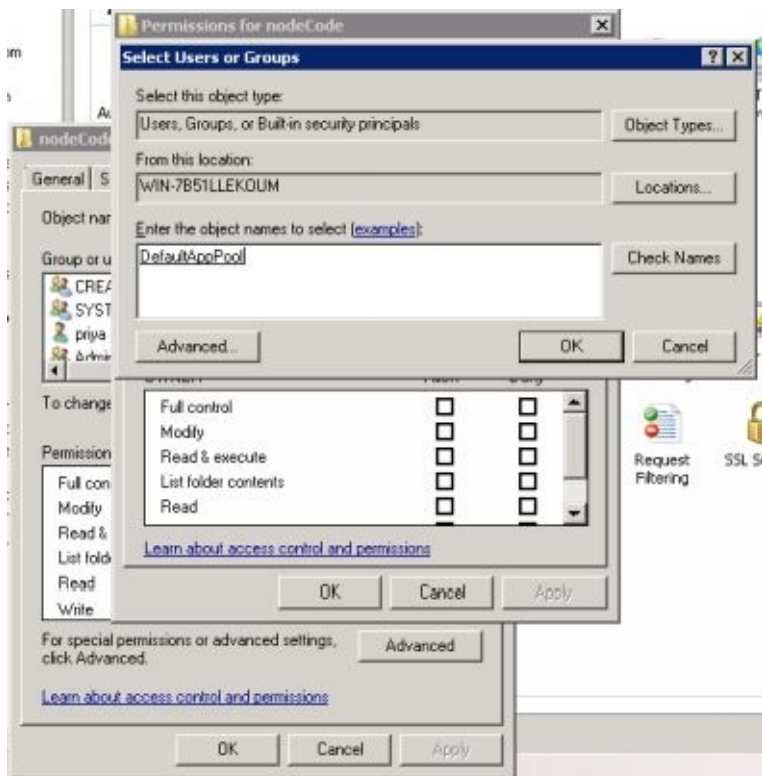 Permissions for nodeCode
Select Users or Groups
Select this object type:
Users, Groups, or Built-in security principals
Object Types...
From this location:
WIN-7B51LLEKOUM
Locations...
Enter the object names to select (examples):
DefaultAppPool
Check Names
Advanced...
OK
Cancel
Full control
Modify
Read & execute
List folder contents
Read
Learn about access control and permissions
OK
Cancel
Apply
nodeCode
General S
Object nar
Group or u
CREA
SYST
priya
Admir
To change
Permission
Full con
Modify
Read &
List fold
Read
Write
For special permissions or advanced settings,
click Advanced.
Advanced
Learn about access control and permissions
OK
Cancel
Apply
Request
Filtering
SSL Se